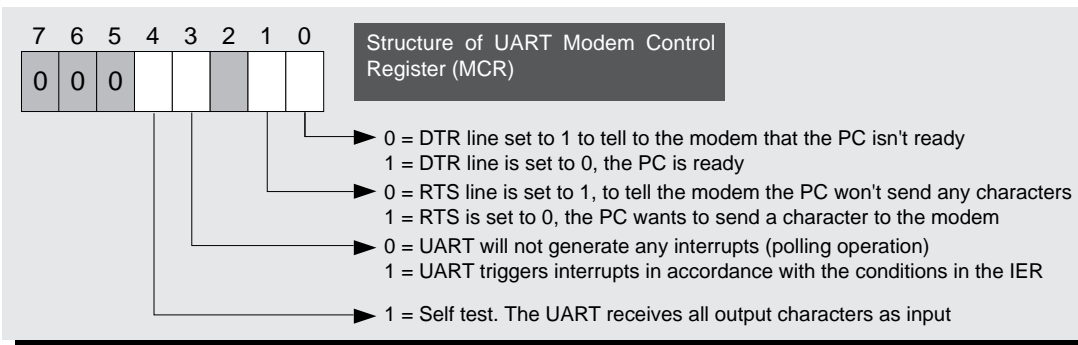 7 6 5 4 3 2 1 0
0 0 0
Structure of UART Modem Control
Register (MCR)
0 = DTR line set to 1 to tell to the modem that the PC isn't ready
1 = DTR line is set to 0, the PC is ready
0 = RTS line is set to 1, to tell the modem the PC won't send any characters
1 = RTS is set to 0, the PC wants to send a character to the modem
0 = UART will not generate any interrupts (polling operation)
1 = UART triggers interrupts in accordance with the conditions in the IER
1 = Self test. The UART receives all output characters as input